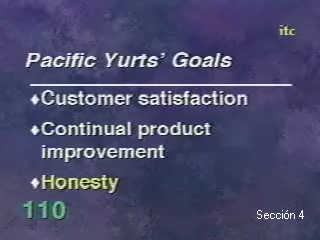 itc
Pacific Yurts' Goals
♦Customer satisfaction
♦Continual product
improvement
♦Honesty
110
Sección 4